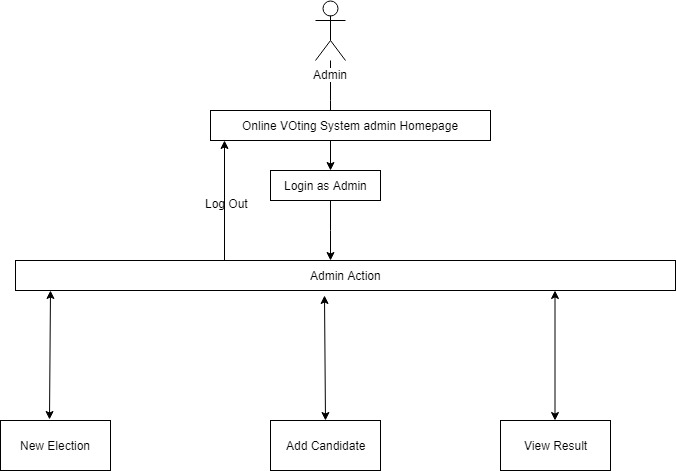 Admin
Online VOting System admin Homepage
Login as Admin
Log Out
Admin Action
New Election
Add Candidate
View Result